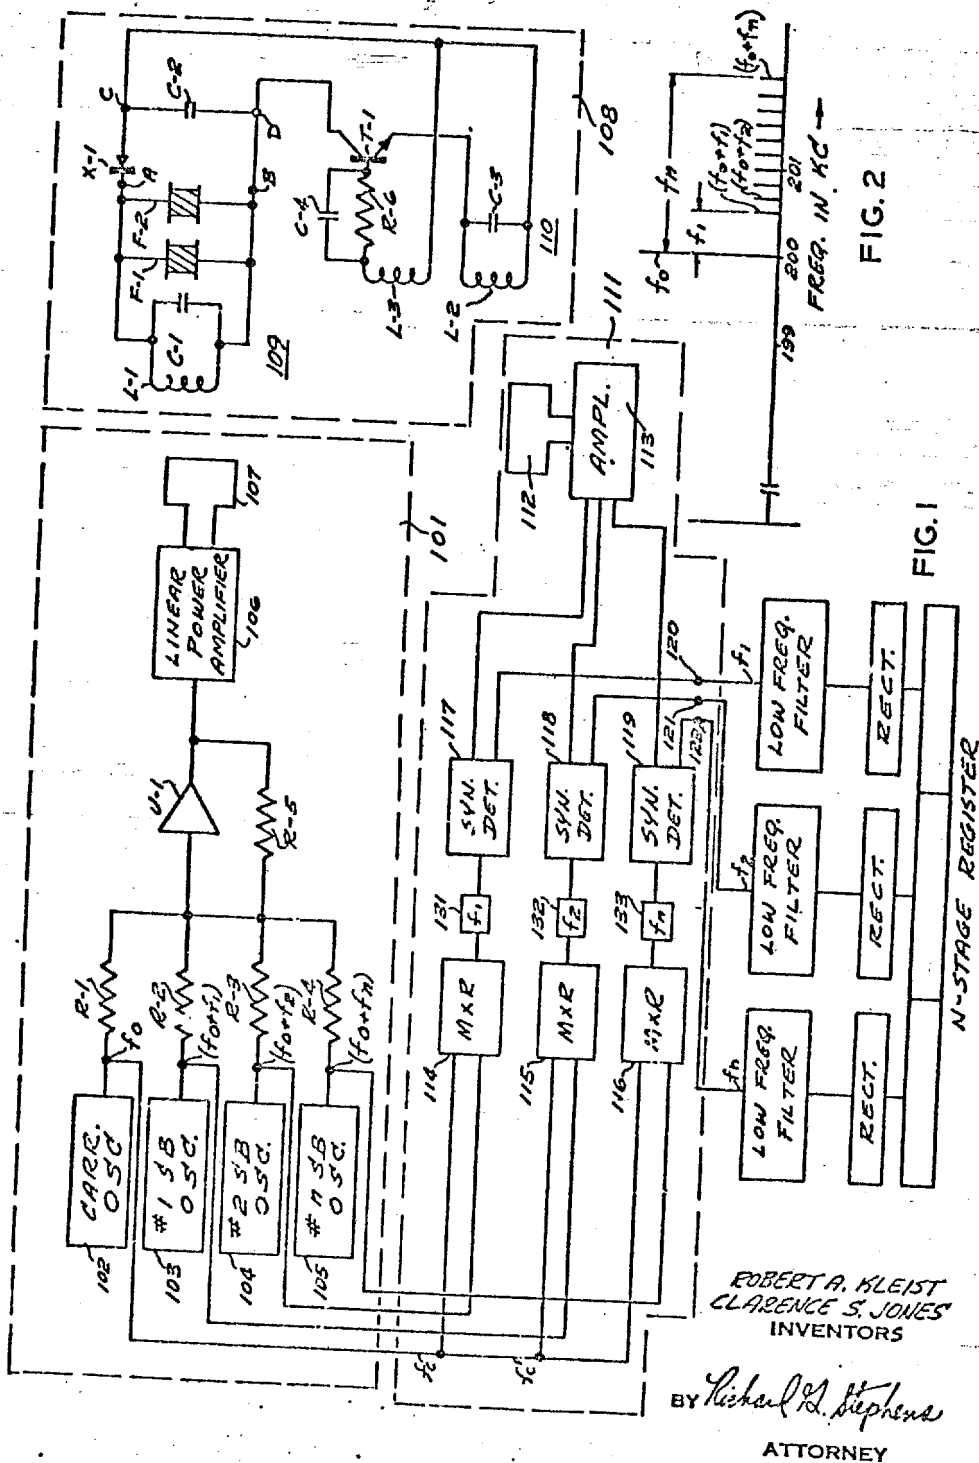 102
CARR.
OSC
103
#1 SB
OSC.
104
#2 SB
OSC.
105
#n SB
OSC.
R-1
f0
R-2
(f0+f1)
R-3
(f0+f2)
R-4
(f0+fn)
U-1
R-5
LINEAR
POWER
AMPLIFIER
106
107
101
L-1
C-1
109
F-1
F-2
A
B
X-1
C
C-2
D
C-4
R-6
T-1
L-3
L-2
C-3
110
108
fc
fc
114
MXR
115
MXR
116
MXR
131
f1
132
f2
133
fn
117
SYN.
DET.
118
SYN.
DET.
119
SYN.
DET.
112
AMPL.
113
111
120
121
122
f1
f2
fn
LOW FREQ.
FILTER
LOW FREQ.
FILTER
LOW FREQ.
FILTER
RECT.
RECT.
RECT.
N-STAGE REGISTER
FIG. 1
f0
fn
f1
(f0+f1)
(f0+f2)
(f0+fn)
199
200
201
FREQ. IN KC
FIG. 2
ROBERT A. KLEIST
CLARENCE S. JONES
INVENTORS
BY Richard G. Stephens
ATTORNEY